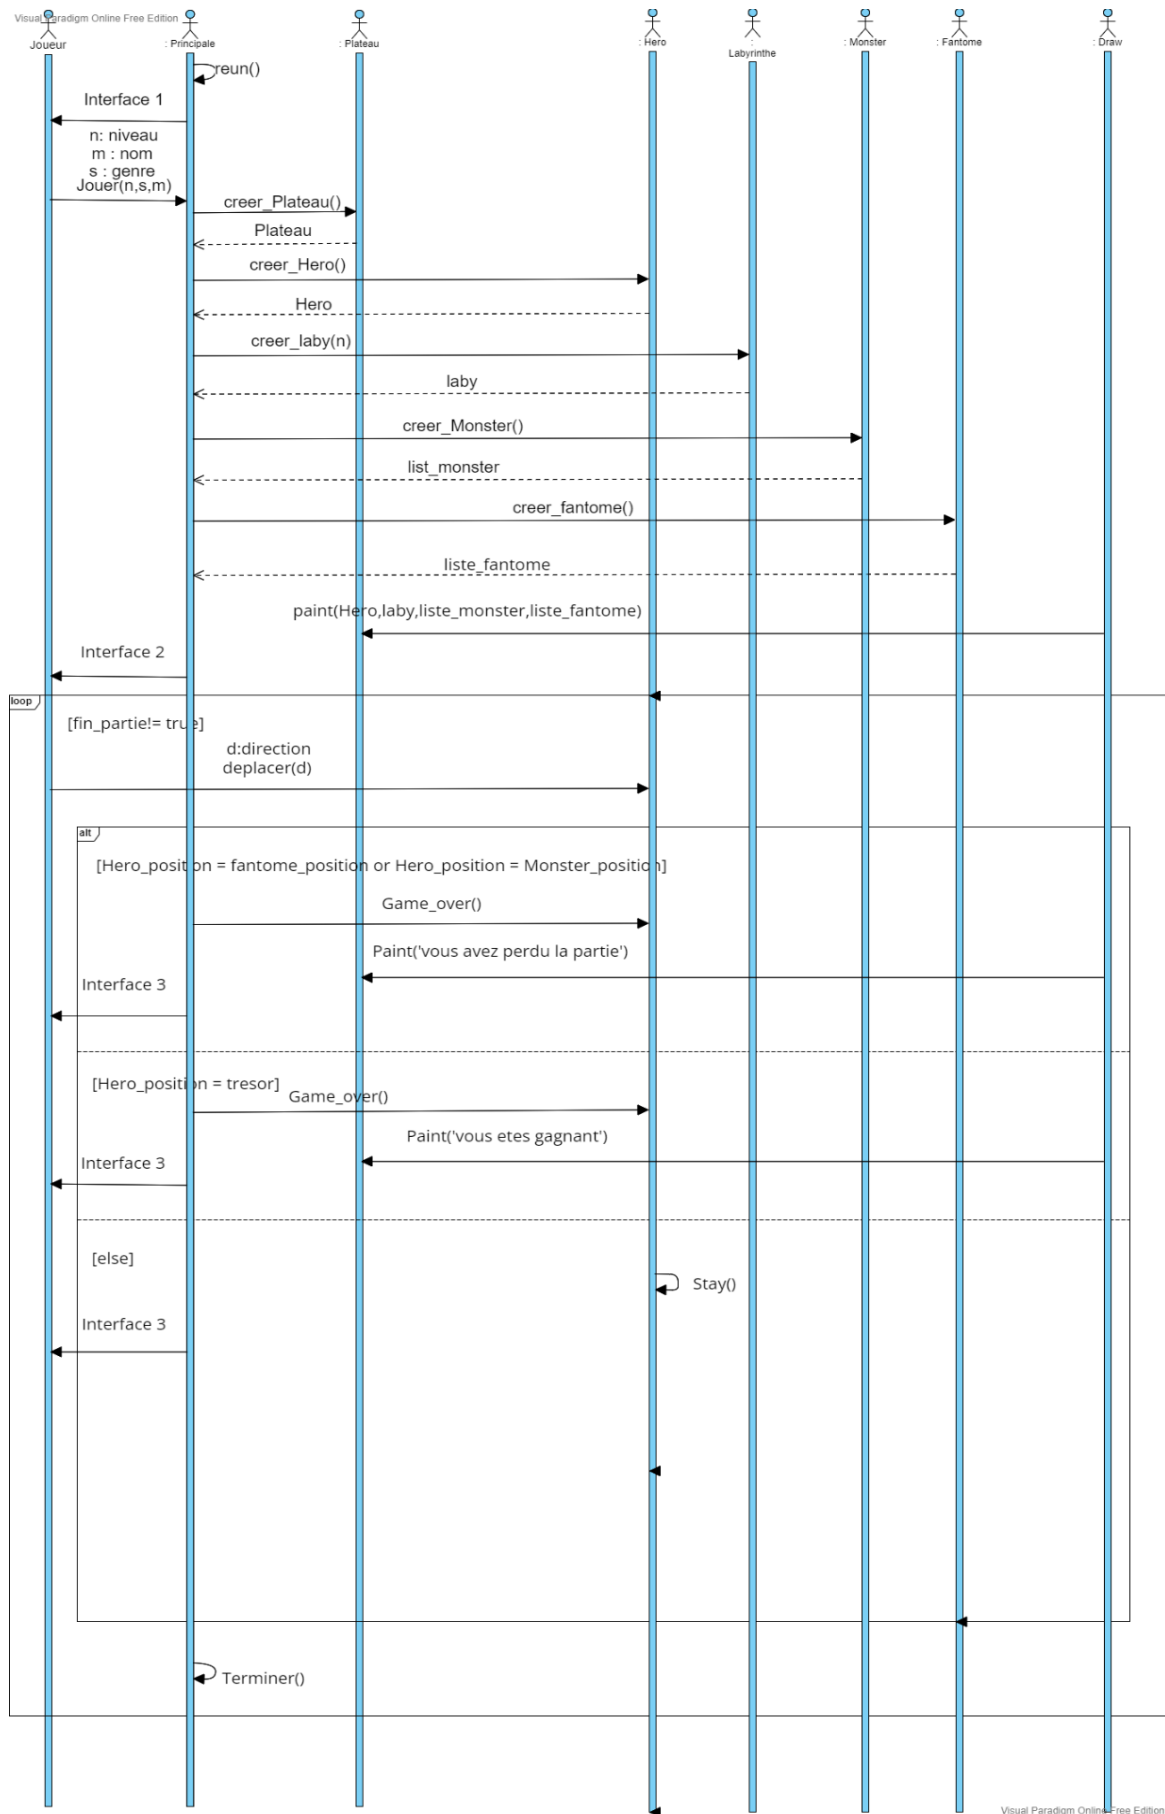 Visual Paradigm Online Free Edition
Joueur
: Principale
: Plateau
: Hero
:
Labyrinthe
: Monster
: Fantome
: Draw
reun()
Interface 1
n: niveau
m : nom
s : genre
Jouer(n,s,m)
creer_Plateau()
Plateau
creer_Hero()
Hero
creer_laby(n)
laby
creer_Monster()
list_monster
creer_fantome()
liste_fantome
paint(Hero,laby,liste_monster,liste_fantome)
Interface 2
loop
[fin_partie!= true]
d:direction
deplacer(d)
alt
[Hero_position = fantome_position or Hero_position = Monster_position]
Game_over()
Paint('vous avez perdu la partie')
Interface 3
[Hero_position = tresor]
Game_over()
Paint('vous etes gagnant')
Interface 3
[else]
Stay()
Interface 3
Terminer()
Visual Paradigm Online Free Edition